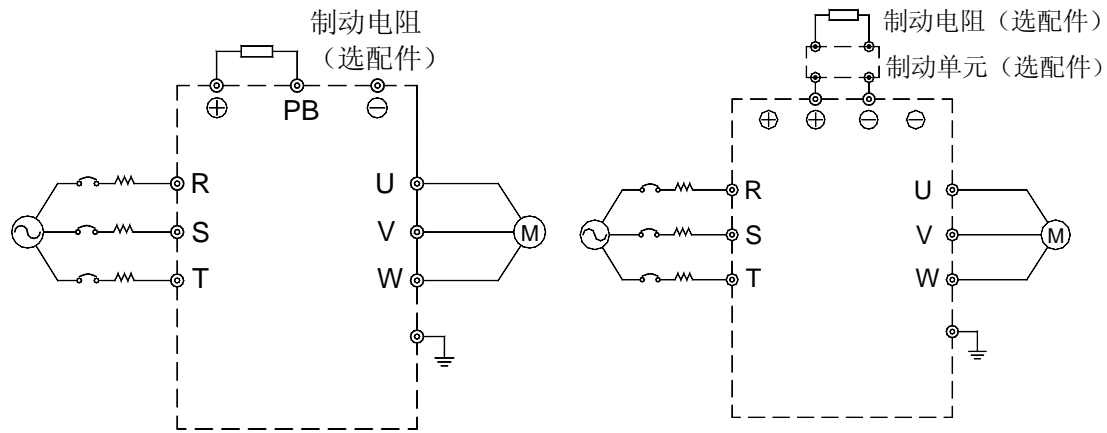 制动电阻
（选配件）
⊕ PB ⊖
R U
S V M
T W
制动电阻（选配件）
制动单元（选配件）
⊕ ⊕ ⊖ ⊖
R U
S V M
T W